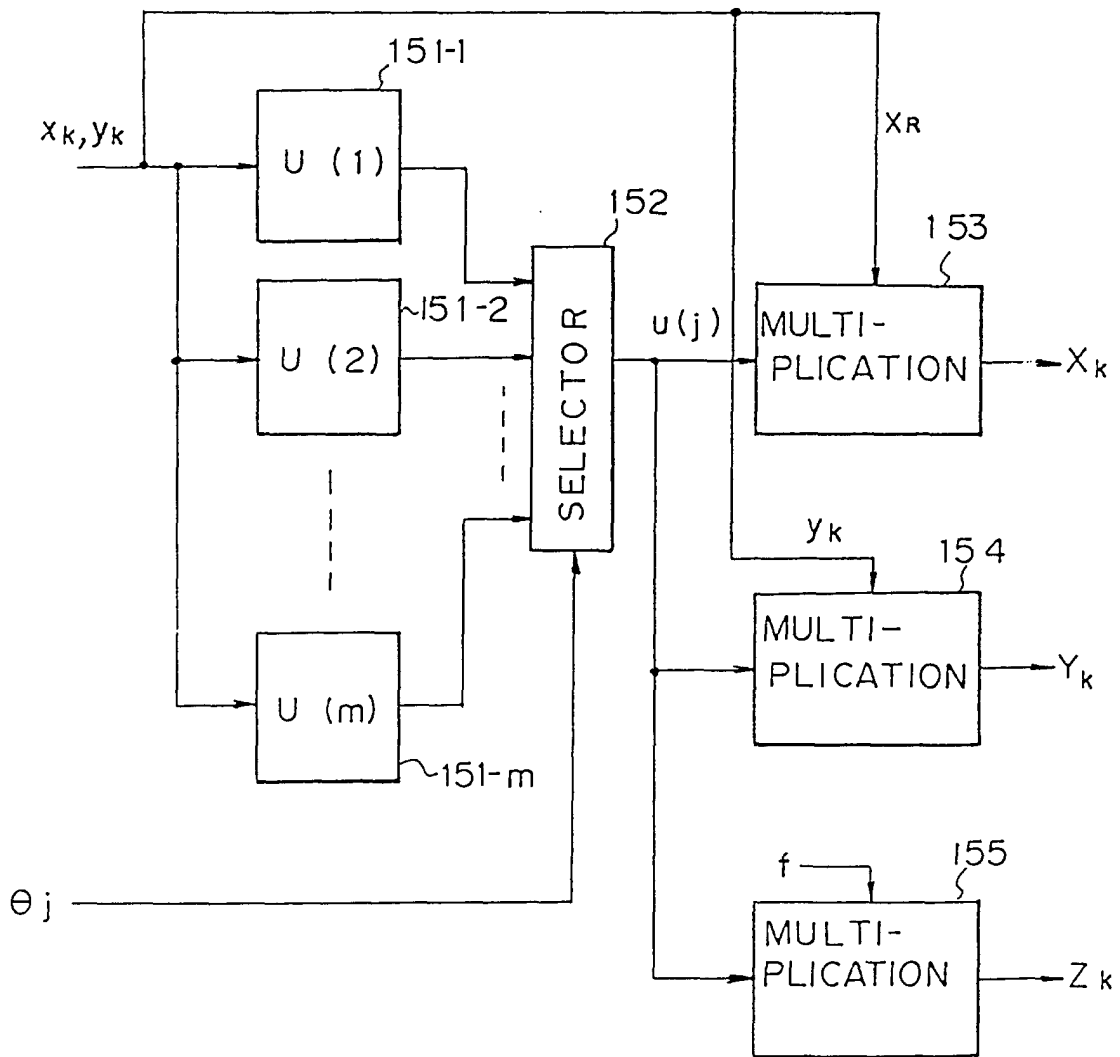 151-1
xk, yk
U (1)
XR
152
153
151-2
U (2)
SELECTOR
u(j)
MULTI-
PLICATION
Xk
yk
154
MULTI-
PLICATION
Yk
U (m)
151-m
f
155
θj
MULTI-
PLICATION
Zk